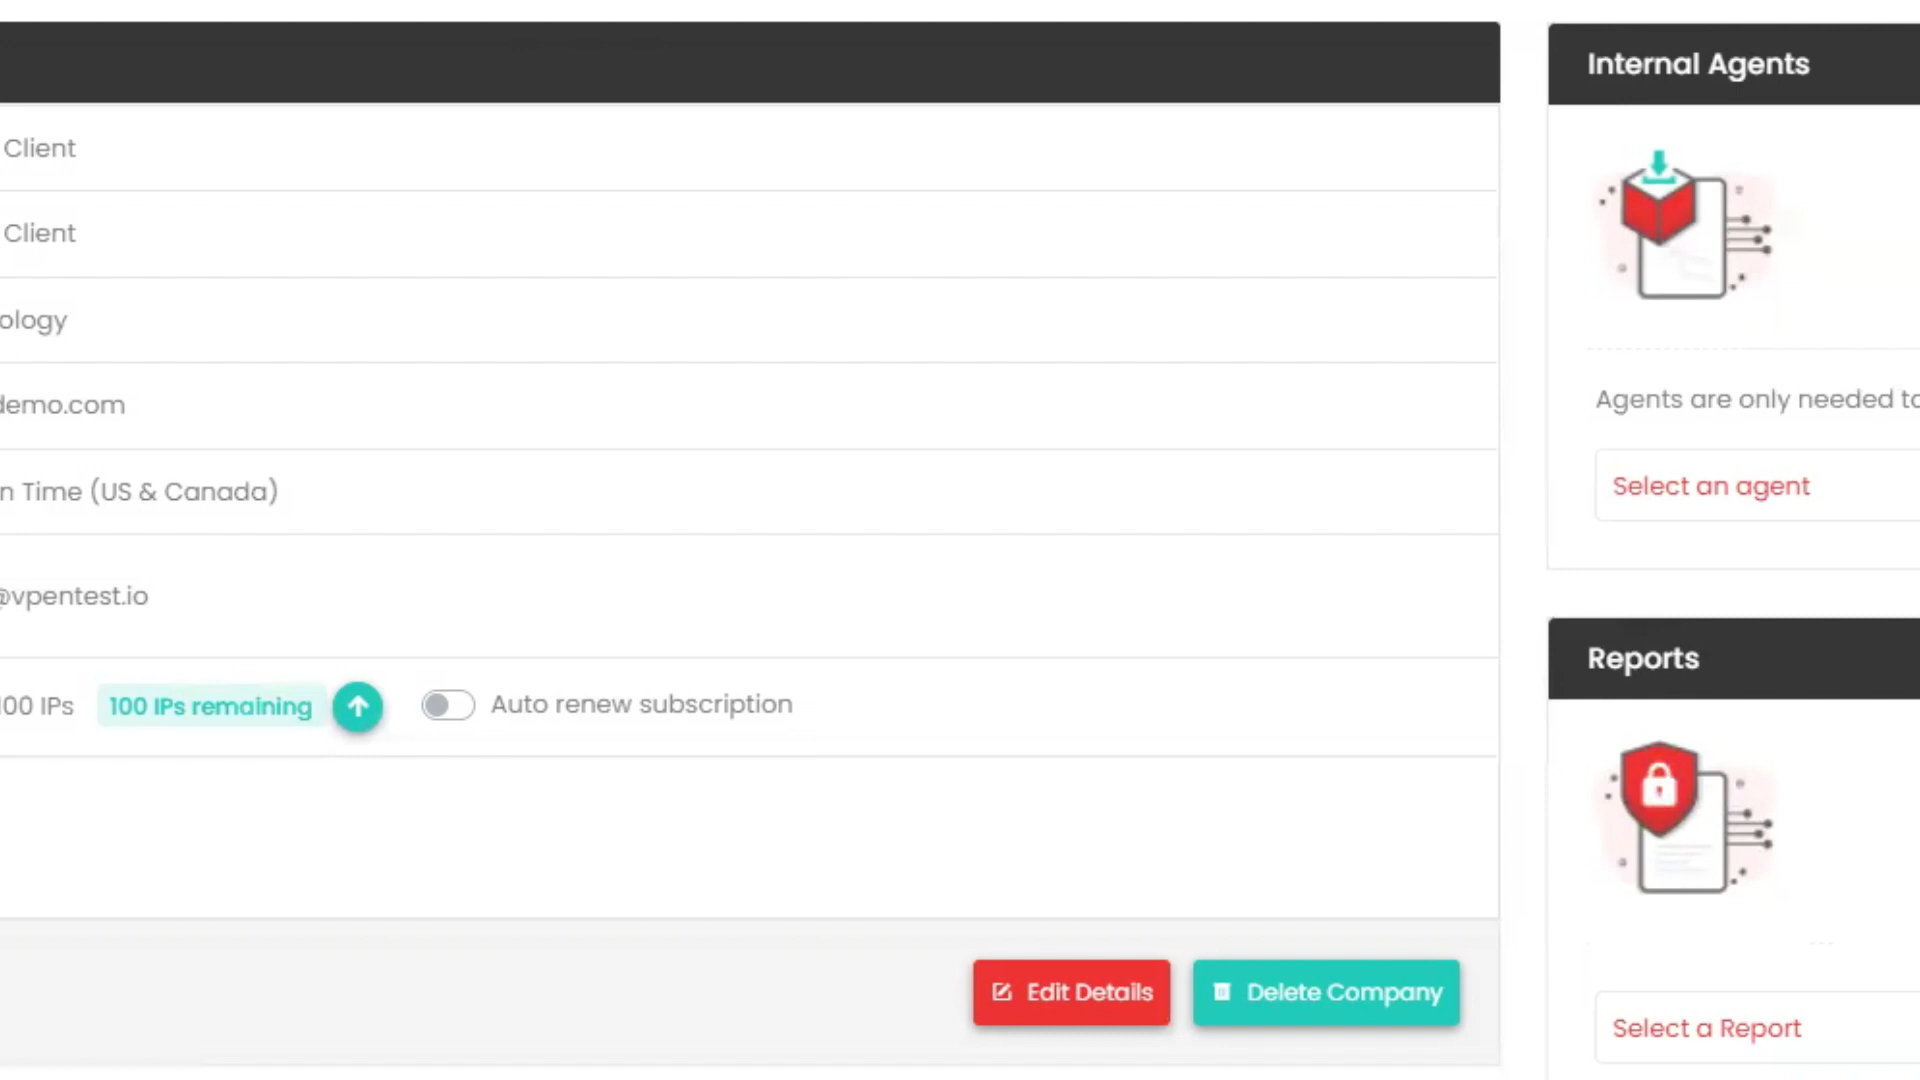 Client
Client
ology
demo.com
n Time (US & Canada)
@vpentest.io
100 IPs 100 IPs remaining Auto renew subscription
Edit Details Delete Company
Internal Agents
Agents are only needed to
Select an agent
Reports
Select a Report